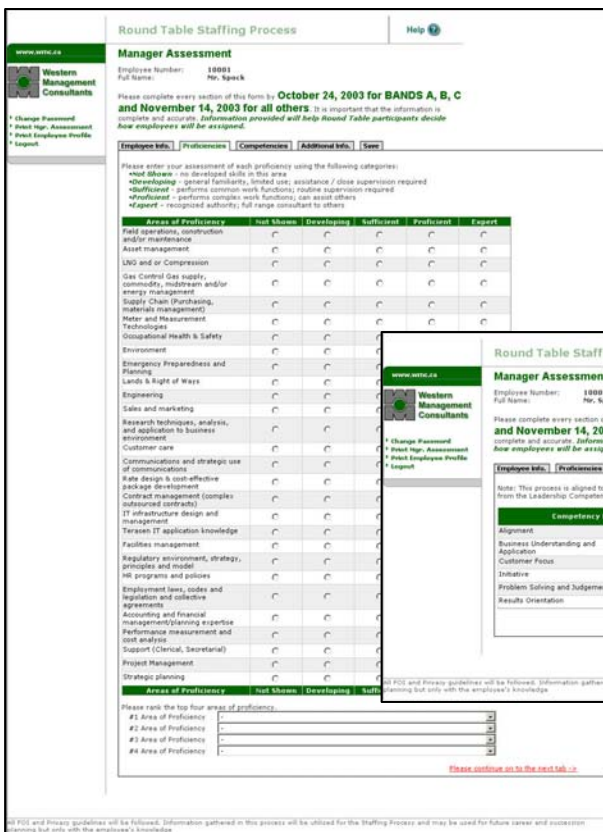 Round Table Staffing Process
Help
www.wmc.ca
Western
Management
Consultants
Change Password
Print Mgr. Assessment
Print Employee Profile
Logout
Manager Assessment
Employee Number: 10001
Full Name: Mr. Spock
Please complete every section of this form by October 24, 2003 for BANDS A, B, C
and November 14, 2003 for all others. It is important that the information is
complete and accurate. Information provided will help Round Table participants decide
how employees will be assigned.
Employee Info. Proficiencies Competencies Additional Info. Save
Please enter your assessment of each proficiency using the following categories:
•Not Shown - no developed skills in this area
•Developing - general familiarity, limited use; assistance / close supervision required
•Sufficient - performs common work functions; routine supervision required
•Proficient - performs complex work functions; can assist others
•Expert - recognized authority; full range consultant to others
Areas of Proficiency Not Shown Developing Sufficient Proficient Expert
Field operations, construction
and/or maintenance
Asset management
LNG and or Compression
Gas Control Gas supply,
commodity, midstream and/or
energy management
Supply Chain (Purchasing,
materials management)
Meter and Measurement
Technologies
Occupational Health & Safety
Environment
Emergency Preparedness and
Planning
Lands & Right of Ways
Engineering
Sales and marketing
Research techniques, analysis,
and application to business
environment
Customer care
Communications and strategic use
of communications
Rate design & cost-effective
package development
Contract management (complex
outsourced contracts)
IT infrastructure design and
management
Terasen IT application knowledge
Facilities management
Regulatory environment, strategy,
principles and model
HR programs and policies
Employment laws, codes and
legislation and collective
agreements
Accounting and financial
management/planning expertise
Performance measurement and
cost analysis
Support (Clerical, Secretarial)
Project Management
Strategic planning
Areas of Proficiency Not Shown Developing
Please rank the top four areas of proficiency.
#1 Area of Proficiency -
#2 Area of Proficiency -
#3 Area of Proficiency -
#4 Area of Proficiency -
Please continue on to the next tab ->
All FOI and Privacy guidelines will be followed. Information gathered in this process will be utilized for the Staffing Process and may be used for future career and succession
planning but only with the employee's knowledge
Round Table Staff
www.wmc.ca
Western
Management
Consultants
Change Password
Print Mgr. Assessment
Print Employee Profile
Logout
Manager Assessmen
Employee Number: 1000
Full Name: Mr. S
Please complete every section
and November 14, 20
complete and accurate. Inform
how employees will be assig
Employee Info. Proficiencies
Note: This process is aligned to
from the Leadership Competen
Competency
Alignment
Business Understanding and
Application
Customer Focus
Initiative
Problem Solving and Judgeme
Results Orientation
All FOI and Privacy guidelines will be followed. Information gather
planning but only with the employee's knowledge